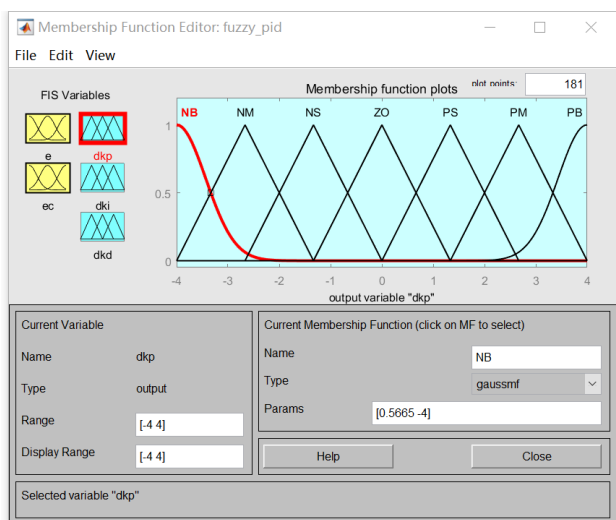 Membership Function Editor: fuzzy_pid
File Edit View
FIS Variables
e
dkp
ec
dki
dkd
Membership function plots
plot points:
181
NB NM NS ZO PS PM PB
1
0.5
0
-4 -3 -2 -1 0 1 2 3 4
output variable "dkp"
Current Variable
Name dkp
Type output
Range [-4 4]
Display Range [-4 4]
Current Membership Function (click on MF to select)
Name NB
Type gaussmf
Params [0.5665 -4]
Help Close
Selected variable "dkp"